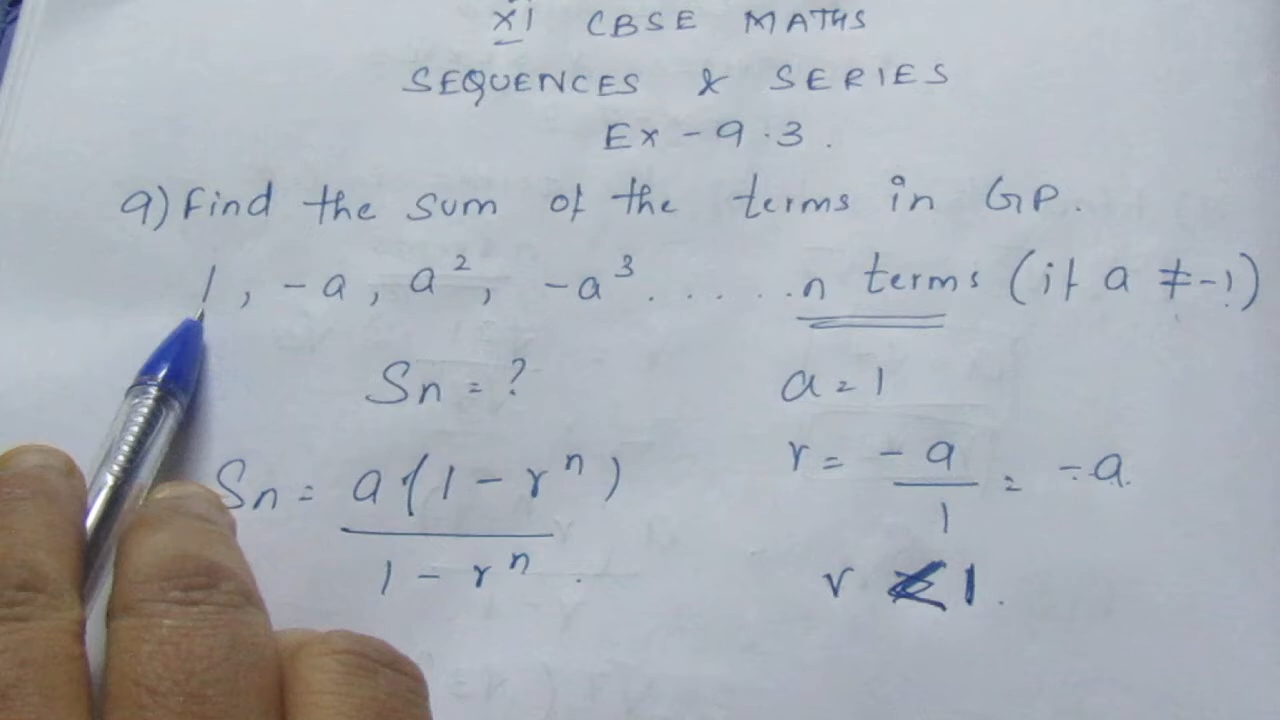 XI CBSE MATHS
SEQUENCES & SERIES
Ex - 9.3.
9) Find the sum of the terms in GP.
1, -a, a², -a³ . . . . . . n terms (if a ≠ -1)
Sn = ?
a = 1
r = -a/1 = -a.
Sn = a(1 - rⁿ) / 1 - rⁿ.
r < 1.